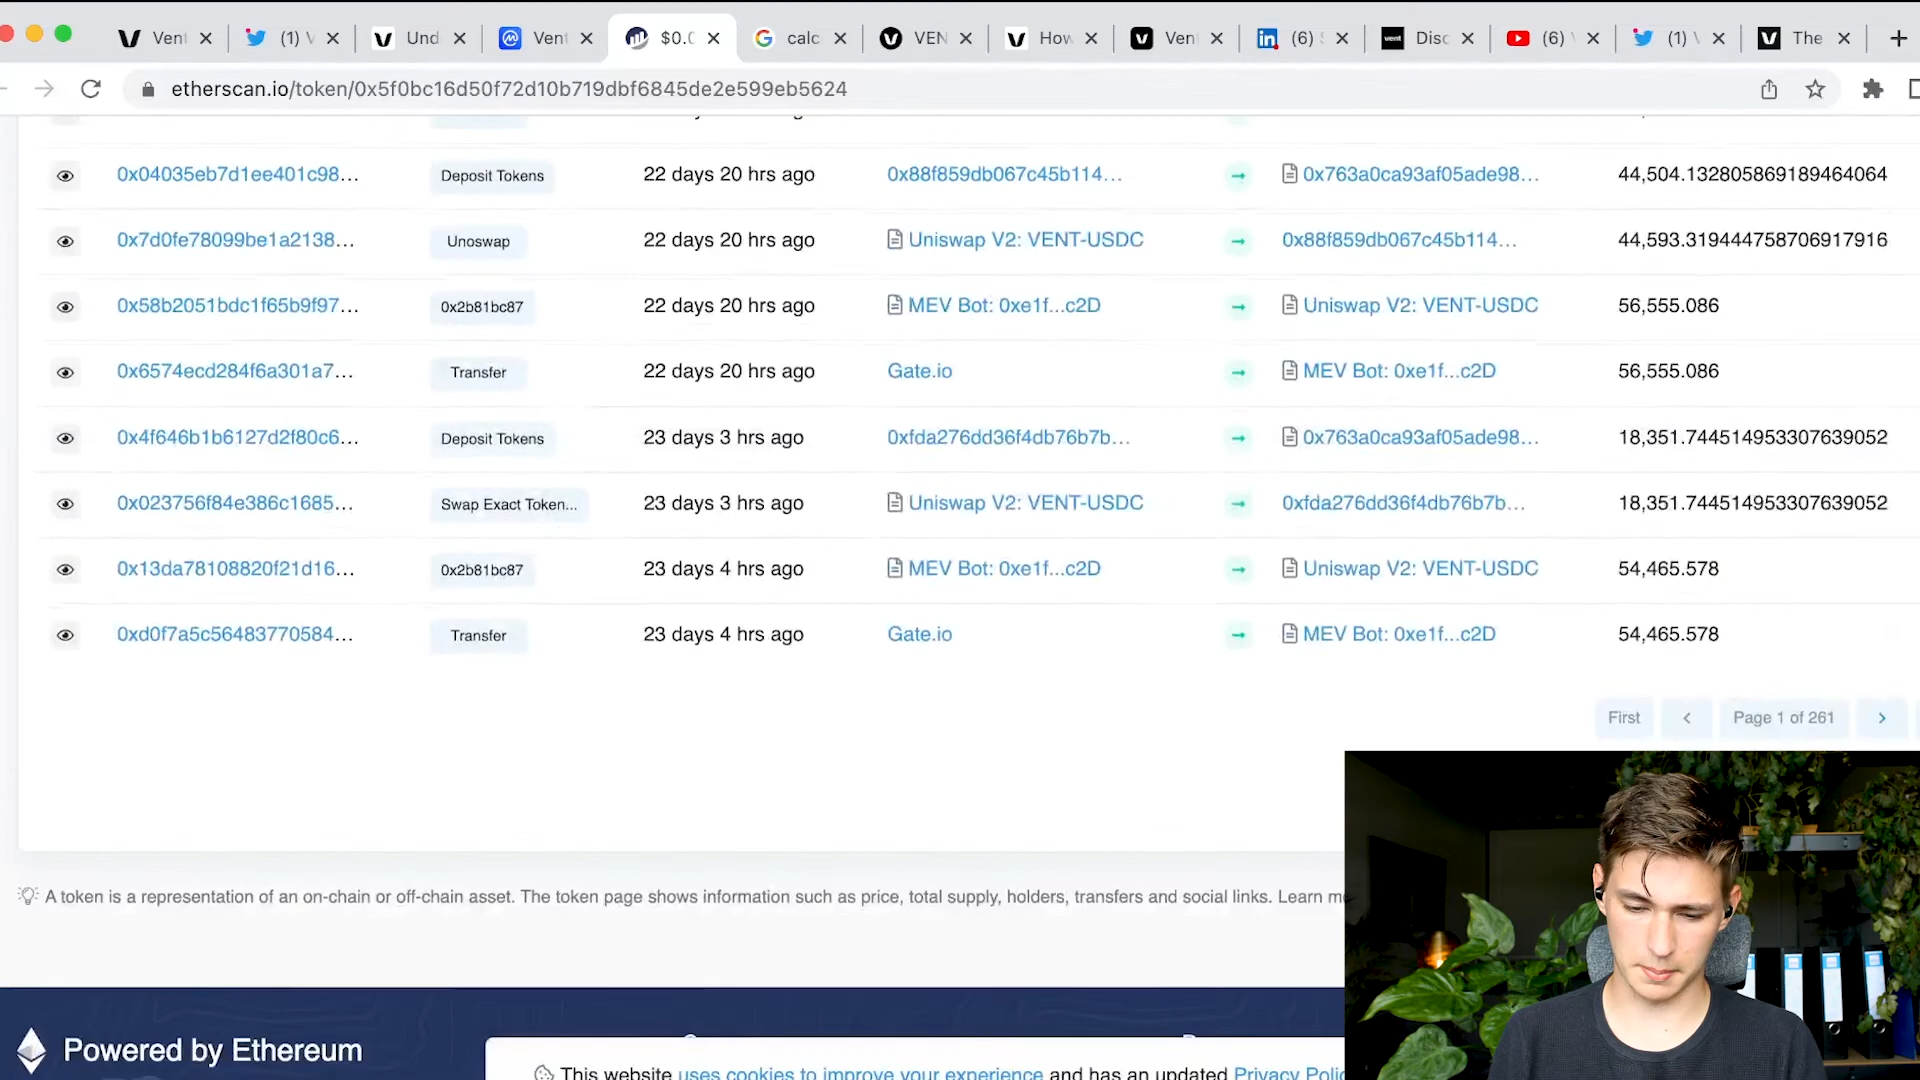 Vent
(1) V
Und
Vent
$0.0
calc
VEN
How
Vent
in (6) S
vent Disc
(6) V
(1) V
The
etherscan.io/token/0x5f0bc16d50f72d10b719dbf6845de2e599eb5624
0x04035eb7d1ee401c98... Deposit Tokens 22 days 20 hrs ago 0x88f859db067c45b114... 0x763a0ca93af05ade98... 44,504.132805869189464064
0x7d0fe78099be1a2138... Unoswap 22 days 20 hrs ago Uniswap V2: VENT-USDC 0x88f859db067c45b114... 44,593.319444758706917916
0x58b2051bdc1f65b9f97... 0x2b81bc87 22 days 20 hrs ago MEV Bot: 0xe1f...c2D Uniswap V2: VENT-USDC 56,555.086
0x6574ecd284f6a301a7... Transfer 22 days 20 hrs ago Gate.io MEV Bot: 0xe1f...c2D 56,555.086
0x4f646b1b6127d2f80c6... Deposit Tokens 23 days 3 hrs ago 0xfda276dd36f4db76b7b... 0x763a0ca93af05ade98... 18,351.744514953307639052
0x023756f84e386c1685... Swap Exact Token... 23 days 3 hrs ago Uniswap V2: VENT-USDC 0xfda276dd36f4db76b7b... 18,351.744514953307639052
0x13da78108820f21d16... 0x2b81bc87 23 days 4 hrs ago MEV Bot: 0xe1f...c2D Uniswap V2: VENT-USDC 54,465.578
0xd0f7a5c56483770584... Transfer 23 days 4 hrs ago Gate.io MEV Bot: 0xe1f...c2D 54,465.578
First Page 1 of 261
A token is a representation of an on-chain or off-chain asset. The token page shows information such as price, total supply, holders, transfers and social links. Learn m
Powered by Ethereum
This website uses cookies to improve your experience and has an updated Privacy Polic